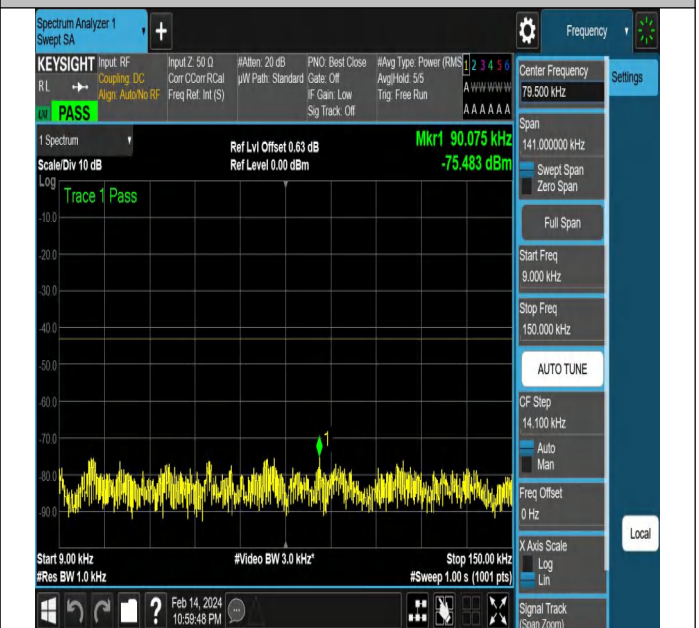 Spectrum Analyzer 1
Swept SA
+
Frequency
KEYSIGHT
RL
PASS
Input: RF
Coupling: DC
Align: Auto/No RF
Input Z: 50 Ω
Corr CCorr RCal
Freq Ref: Int (S)
#Atten: 20 dB
µW Path: Standard
PNO: Best Close
Gate: Off
IF Gain: Low
Sig Track: Off
#Avg Type: Power (RMS
Avg|Hold: 5/5
Trig: Free Run
1 2 3 4 5 6
A W W W W W
A A A A A A
1 Spectrum
Scale/Div 10 dB
Ref Lvl Offset 0.63 dB
Ref Level 0.00 dBm
Mkr1 90.075 kHz
-75.483 dBm
Log
Trace 1 Pass
-10.0
-20.0
-30.0
-40.0
-50.0
-60.0
-70.0
-80.0
-90.0
1
Start 9.00 kHz
#Res BW 1.0 kHz
#Video BW 3.0 kHz*
Stop 150.00 kHz
#Sweep 1.00 s (1001 pts)
?
Feb 14, 2024
10:59:48 PM
Center Frequency
79.500 kHz
Settings
Span
141.000000 kHz
Swept Span
Zero Span
Full Span
Start Freq
9.000 kHz
Stop Freq
150.000 kHz
AUTO TUNE
CF Step
14.100 kHz
Auto
Man
Freq Offset
0 Hz
Local
X Axis Scale
Log
Lin
Signal Track
(Span Zoom)